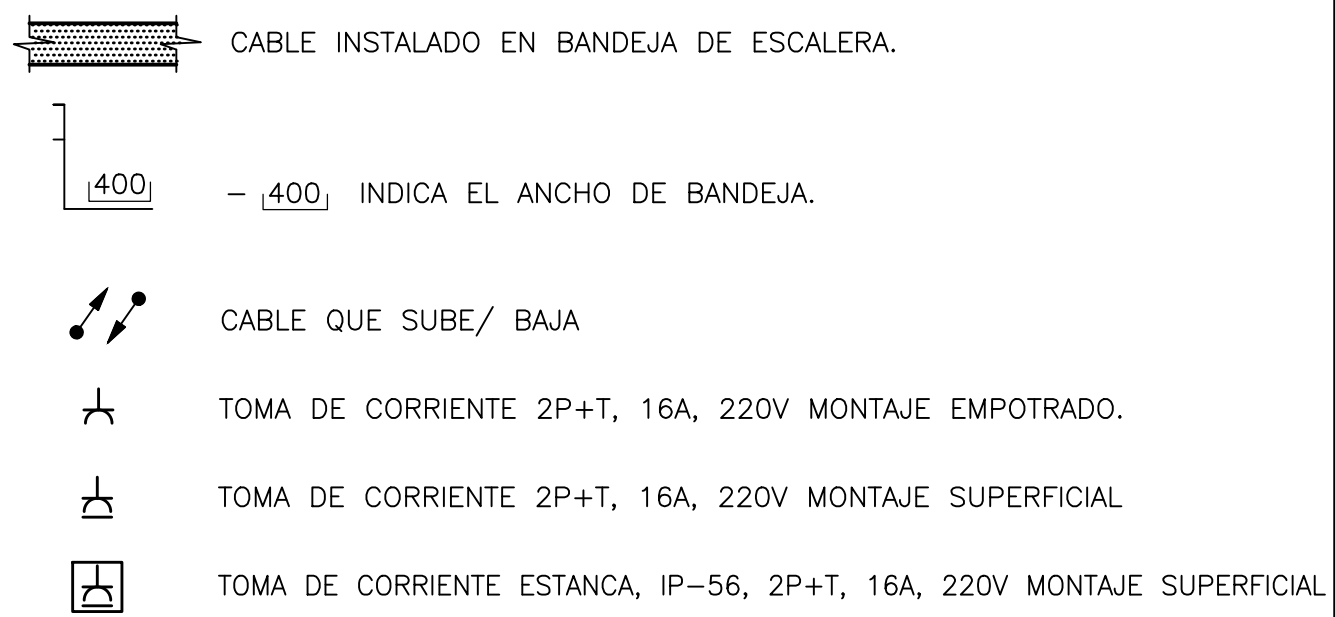 CABLE INSTALADO EN BANDEJA DE ESCALERA.
400
- 400 INDICA EL ANCHO DE BANDEJA.
CABLE QUE SUBE/ BAJA
TOMA DE CORRIENTE 2P+T, 16A, 220V MONTAJE EMPOTRADO.
TOMA DE CORRIENTE 2P+T, 16A, 220V MONTAJE SUPERFICIAL
TOMA DE CORRIENTE ESTANCA, IP-56, 2P+T, 16A, 220V MONTAJE SUPERFICIAL